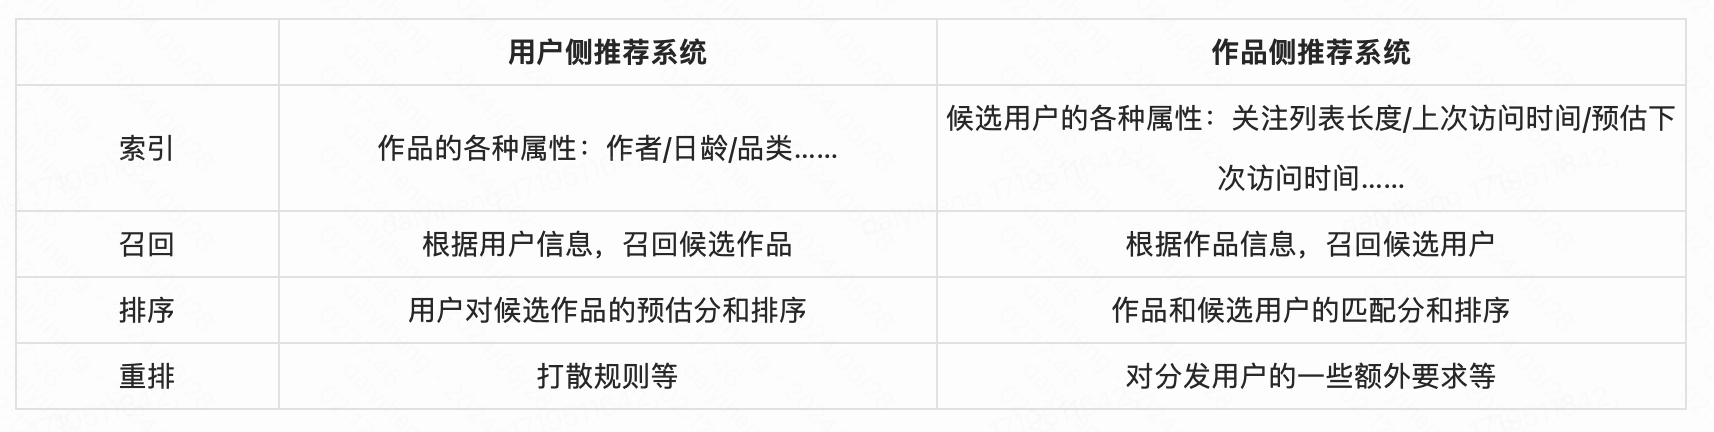 用户侧推荐系统
作品侧推荐系统
索引
作品的各种属性：作者/日龄/品类……
候选用户的各种属性：关注列表长度/上次访问时间/预估下
次访问时间……
召回
根据用户信息，召回候选作品
根据作品信息，召回候选用户
排序
用户对候选作品的预估分和排序
作品和候选用户的匹配分和排序
重排
打散规则等
对分发用户的一些额外要求等